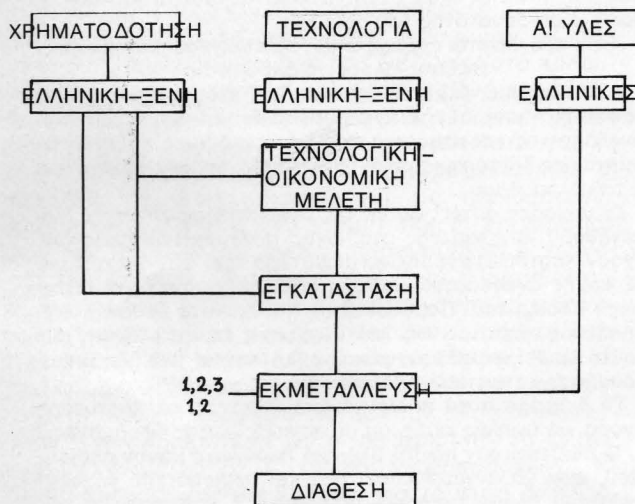 ΧΡΗΜΑΤΟΔΟΤΗΣΗ
ΤΕΧΝΟΛΟΓΙΑ
Α'ΥΛΕΣ
ΕΛΛΗΝΙΚΗ-ΞΕΝΗ
ΕΛΛΗΝΙΚΗ-ΞΕΝΗ
ΕΛΛΗΝΙΚΕΣ
ΤΕΧΝΟΛΟΓΙΚΗ-
ΟΙΚΟΝΟΜΙΚΗ
ΜΕΛΕΤΗ
ΕΓΚΑΤΑΣΤΑΣΗ
1,2,3
1,2
ΕΚΜΕΤΑΛΛΕΥΣΗ
ΔΙΑΘΕΣΗ